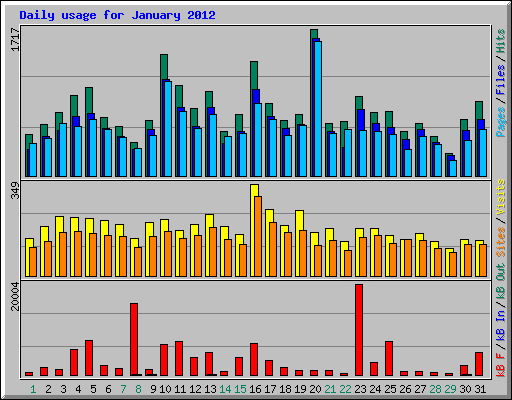 Daily usage for January 2012
1717
Pages / Files / Hits
349
Sites / Visits
20004
kB F / kB In / kB Out
1 2 3 4 5 6 7 8 9 10 11 12 13 14 15 16 17 18 19 20 21 22 23 24 25 26 27 28 29 30 31